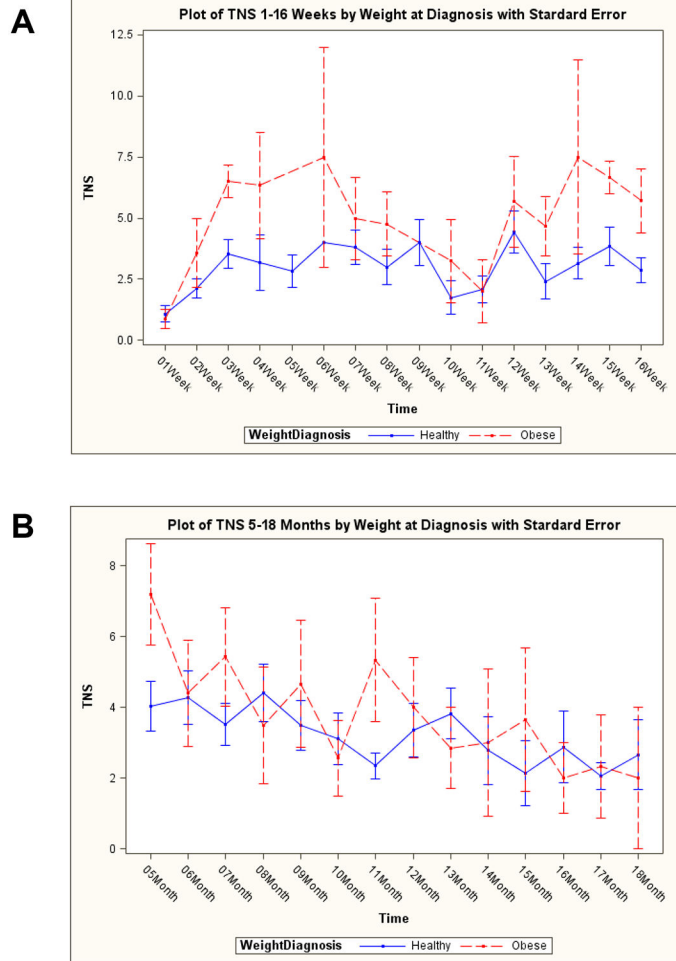 A
Plot of TNS 1-16 Weeks by Weight at Diagnosis with Stardard Error
12.5
10.0
7.5
5.0
2.5
0.0
TNS
01Week
02Week
03Week
04Week
05Week
06Week
07Week
08Week
09Week
10Week
11Week
12Week
13Week
14Week
15Week
16Week
Time
WeightDiagnosis Healthy Obese
B
Plot of TNS 5-18 Months by Weight at Diagnosis with Stardard Error
8
6
4
2
0
TNS
05Month
06Month
07Month
08Month
09Month
10Month
11Month
12Month
13Month
14Month
15Month
16Month
17Month
18Month
Time
WeightDiagnosis Healthy Obese